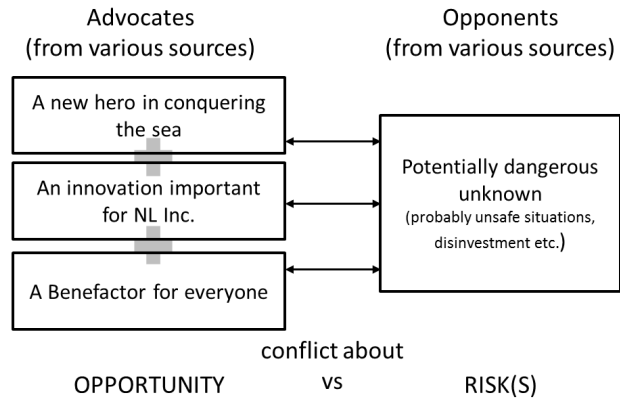 Advocates
(from various sources)
Opponents
(from various sources)
A new hero in conquering
the sea
An innovation important
for NL Inc.
A Benefactor for everyone
Potentially dangerous
unknown
(probably unsafe situations,
disinvestment etc.)
conflict about
OPPORTUNITY vs RISK(S)